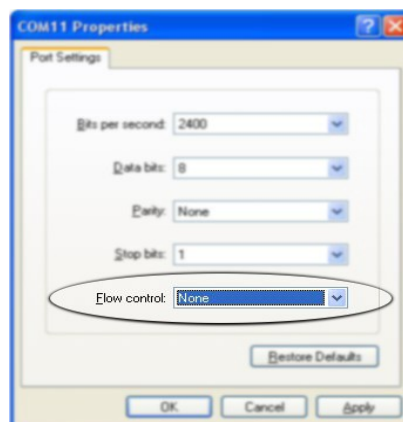 COM11 Properties
Port Settings
Bits per second: 2400
Data bits: 8
Parity: None
Stop bits: 1
Flow control: None
Restore Defaults
OK Cancel Apply